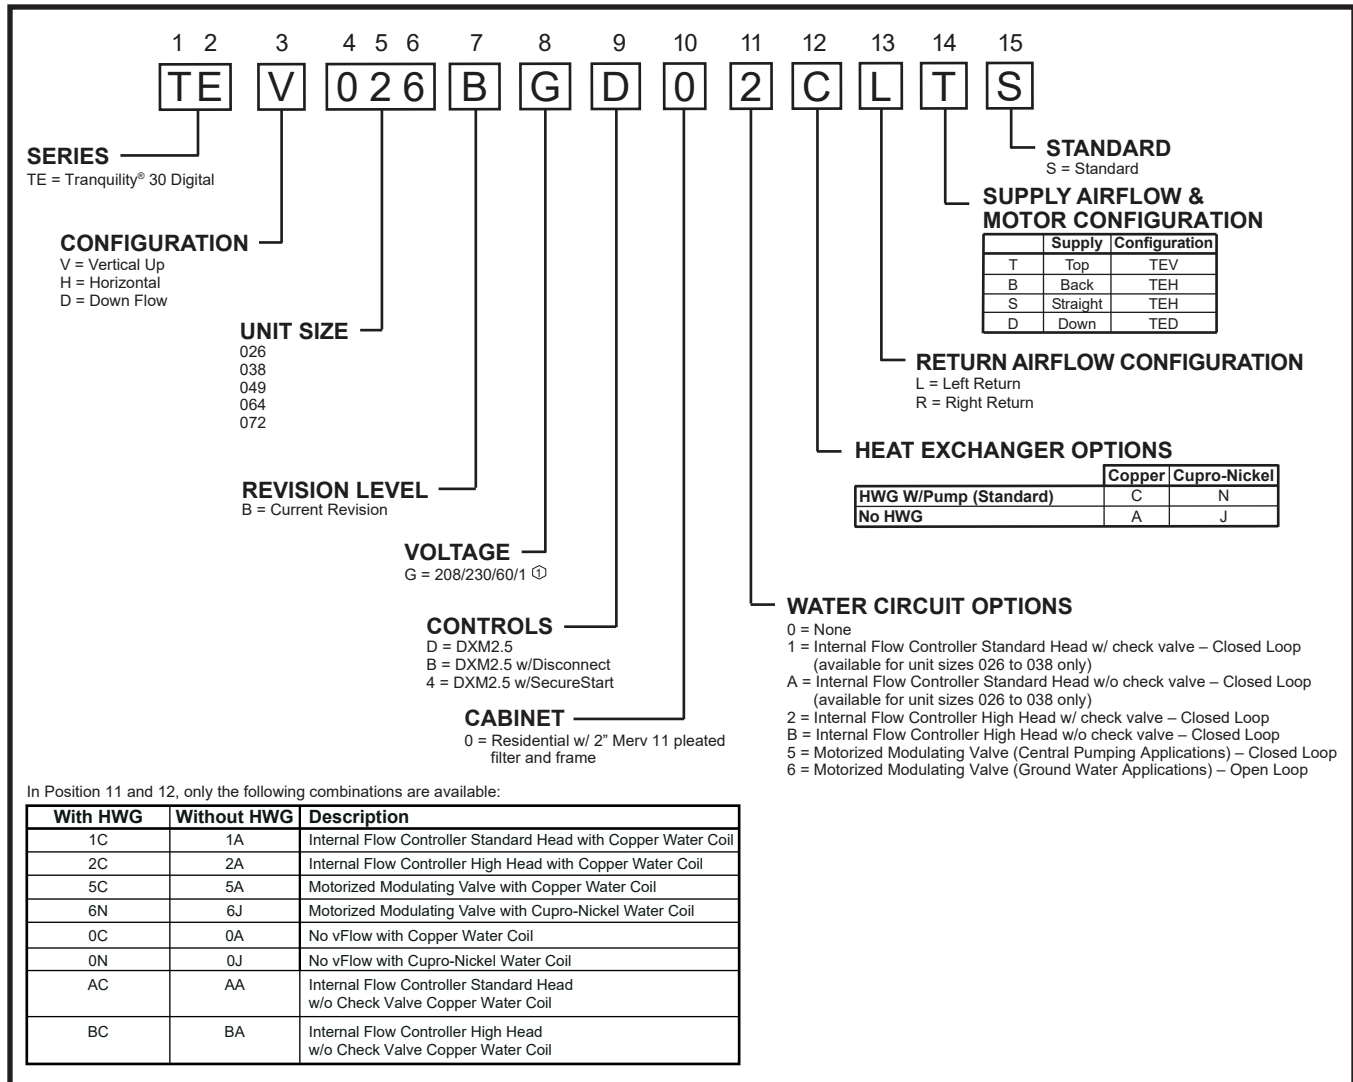 1 2 3 4 5 6 7 8 9 10 11 12 13 14 15
TE V 026 B G D 0 2 C L T S
SERIES
TE = Tranquility® 30 Digital
CONFIGURATION
V = Vertical Up
H = Horizontal
D = Down Flow
UNIT SIZE
026
038
049
064
072
REVISION LEVEL
B = Current Revision
VOLTAGE
G = 208/230/60/1 ①
CONTROLS
D = DXM2.5
B = DXM2.5 w/Disconnect
4 = DXM2.5 w/SecureStart
CABINET
0 = Residential w/ 2” Merv 11 pleated
filter and frame
STANDARD
S = Standard
SUPPLY AIRFLOW &
MOTOR CONFIGURATION
Supply Configuration
T Top TEV
B Back TEH
S Straight TEH
D Down TED
RETURN AIRFLOW CONFIGURATION
L = Left Return
R = Right Return
HEAT EXCHANGER OPTIONS
Copper Cupro-Nickel
HWG W/Pump (Standard) C N
No HWG A J
WATER CIRCUIT OPTIONS
0 = None
1 = Internal Flow Controller Standard Head w/ check valve – Closed Loop
(available for unit sizes 026 to 038 only)
A = Internal Flow Controller Standard Head w/o check valve – Closed Loop
(available for unit sizes 026 to 038 only)
2 = Internal Flow Controller High Head w/ check valve – Closed Loop
B = Internal Flow Controller High Head w/o check valve – Closed Loop
5 = Motorized Modulating Valve (Central Pumping Applications) – Closed Loop
6 = Motorized Modulating Valve (Ground Water Applications) – Open Loop
In Position 11 and 12, only the following combinations are available:
With HWG Without HWG Description
1C 1A Internal Flow Controller Standard Head with Copper Water Coil
2C 2A Internal Flow Controller High Head with Copper Water Coil
5C 5A Motorized Modulating Valve with Copper Water Coil
6N 6J Motorized Modulating Valve with Cupro-Nickel Water Coil
0C 0A No vFlow with Copper Water Coil
0N 0J No vFlow with Cupro-Nickel Water Coil
AC AA Internal Flow Controller Standard Head
w/o Check Valve Copper Water Coil
BC BA Internal Flow Controller High Head
w/o Check Valve Copper Water Coil